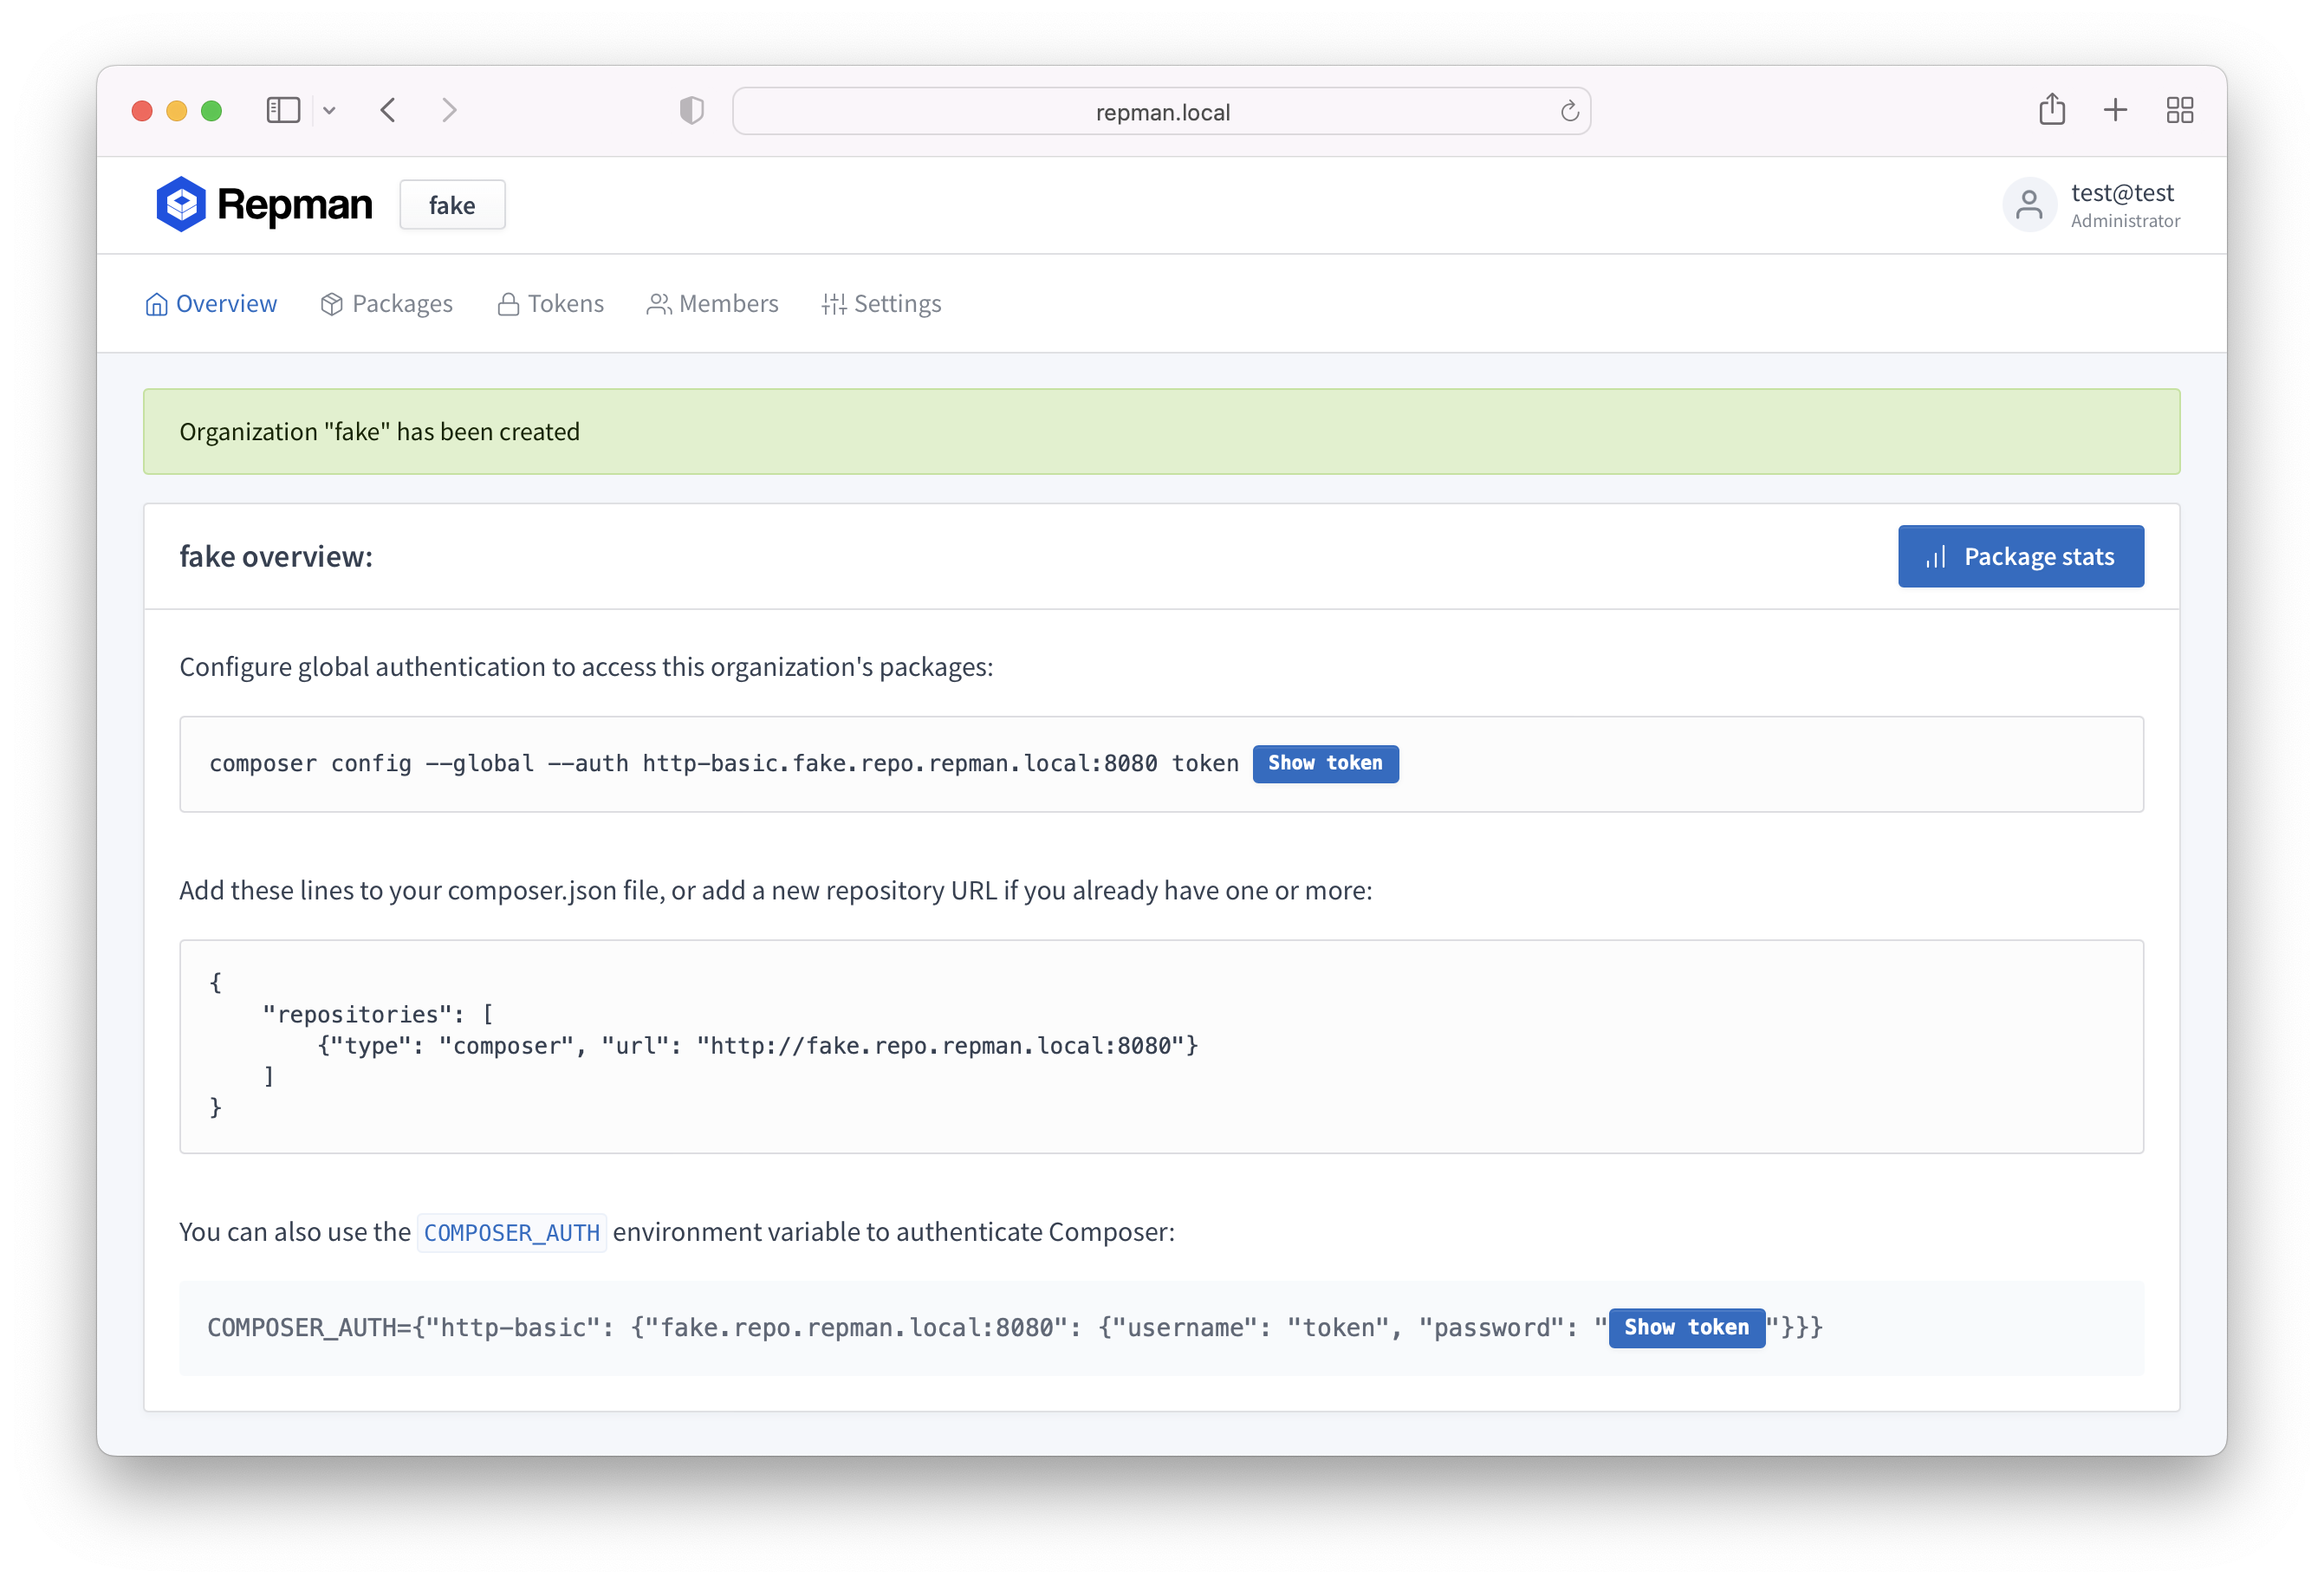 repman.local
Repman
fake
test@test
Administrator
Overview
Packages
Tokens
Members
Settings
Organization "fake" has been created
fake overview:
Package stats
Configure global authentication to access this organization's packages:
composer config --global --auth http-basic.fake.repo.repman.local:8080 token Show token
Add these lines to your composer.json file, or add a new repository URL if you already have one or more:
{
    "repositories": [
        {"type": "composer", "url": "http://fake.repo.repman.local:8080"}
    ]
}
You can also use the COMPOSER_AUTH environment variable to authenticate Composer:
COMPOSER_AUTH={"http-basic": {"fake.repo.repman.local:8080": {"username": "token", "password": "Show token"}}}